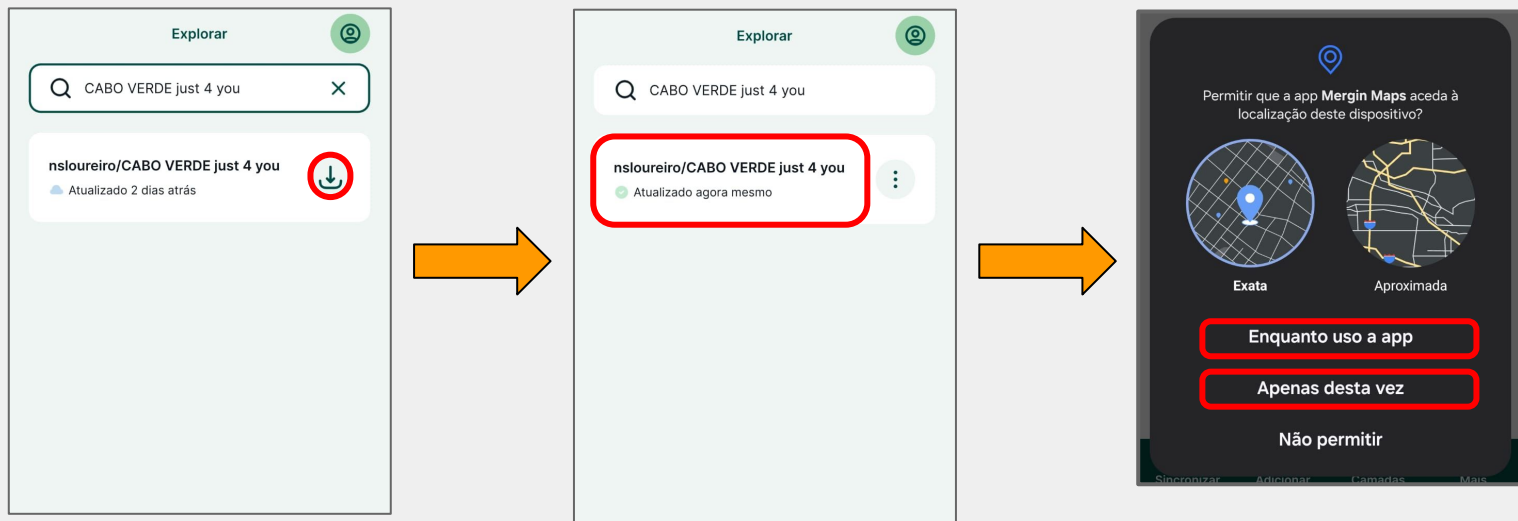 Explorar
CABO VERDE just 4 you
nsloureiro/CABO VERDE just 4 you
Atualizado 2 dias atrás
Explorar
CABO VERDE just 4 you
nsloureiro/CABO VERDE just 4 you
Atualizado agora mesmo
Permitir que a app Mergin Maps aceda à
localização deste dispositivo?
Exata
Aproximada
Enquanto uso a app
Apenas desta vez
Não permitir
Sincronizar Adicionar Camadas Mais